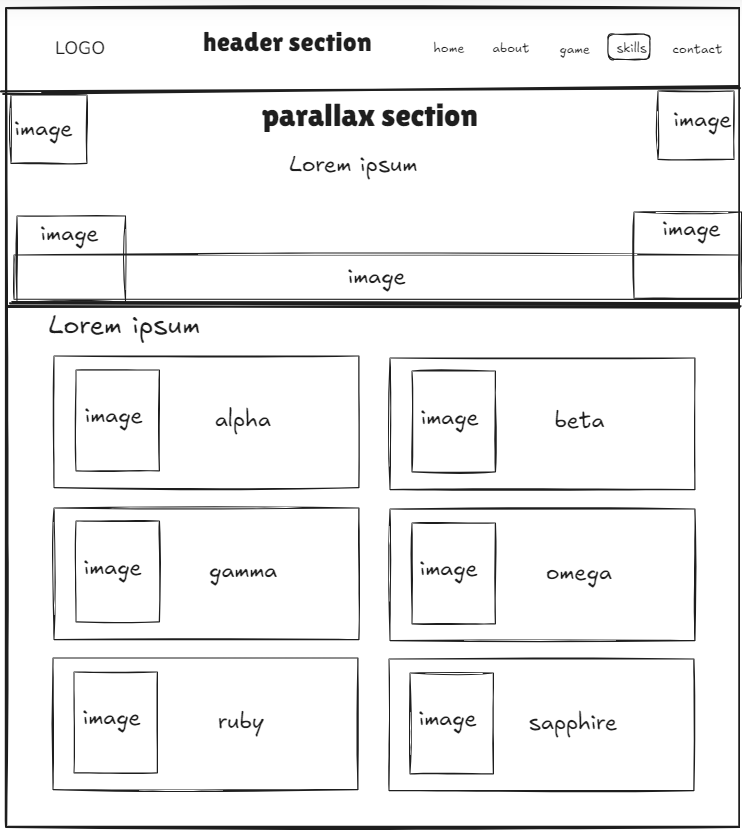 LOGO header section home about game skills contact
image parallax section image
Lorem ipsum
image image
image
Lorem ipsum
image alpha image beta
image gamma image omega
image ruby image sapphire